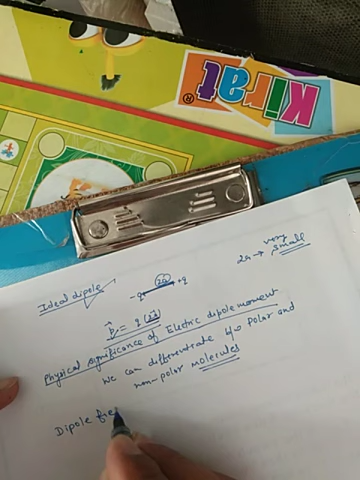 Kirat
very
2a → small
Ideal dipole
2a
-q +q
p = q (2a)
Physical significance of Electric dipole moment
We can differentiate b/w Polar and
non-polar molecules
Dipole fie